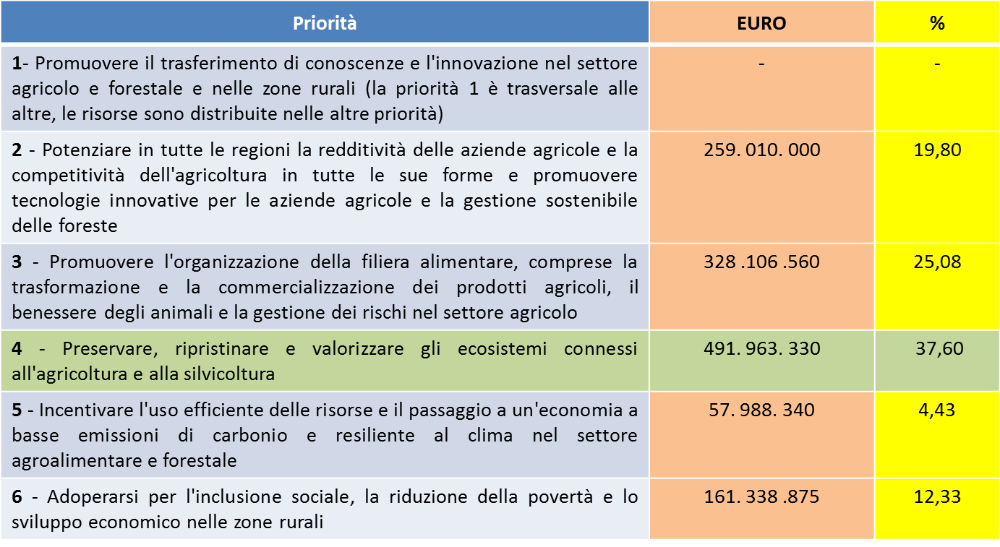 Priorità EURO %
1- Promuovere il trasferimento di conoscenze e l'innovazione nel settore - -
agricolo e forestale e nelle zone rurali (la priorità 1 è trasversale alle
altre, le risorse sono distribuite nelle altre priorità)
2 - Potenziare in tutte le regioni la redditività delle aziende agricole e la 259. 010. 000 19,80
competitività dell'agricoltura in tutte le sue forme e promuovere
tecnologie innovative per le aziende agricole e la gestione sostenibile
delle foreste
3 - Promuovere l'organizzazione della filiera alimentare, comprese la 328 .106 .560 25,08
trasformazione e la commercializzazione dei prodotti agricoli, il
benessere degli animali e la gestione dei rischi nel settore agricolo
4 - Preservare, ripristinare e valorizzare gli ecosistemi connessi 491. 963. 330 37,60
all'agricoltura e alla silvicoltura
5 - Incentivare l'uso efficiente delle risorse e il passaggio a un'economia a 57. 988. 340 4,43
basse emissioni di carbonio e resiliente al clima nel settore
agroalimentare e forestale
6 - Adoperarsi per l'inclusione sociale, la riduzione della povertà e lo 161. 338 .875 12,33
sviluppo economico nelle zone rurali